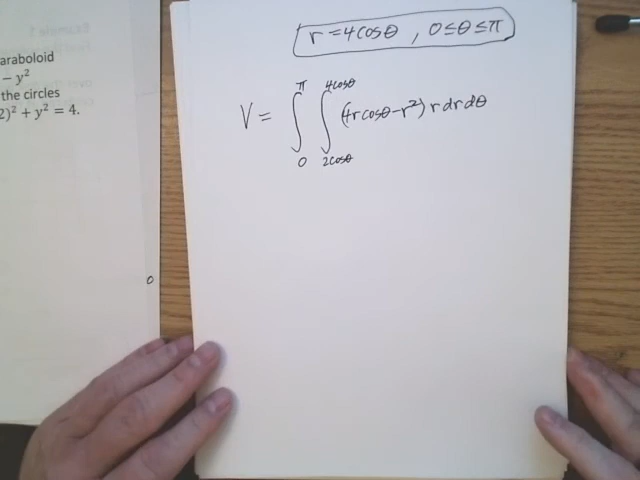 araboloid
− y²
the circles
2)² + y² = 4.
r = 4cosθ , 0≤θ≤π
V = ∫₀^π ∫_{2cosθ}^{4cosθ} (4r cosθ − r²) r dr dθ